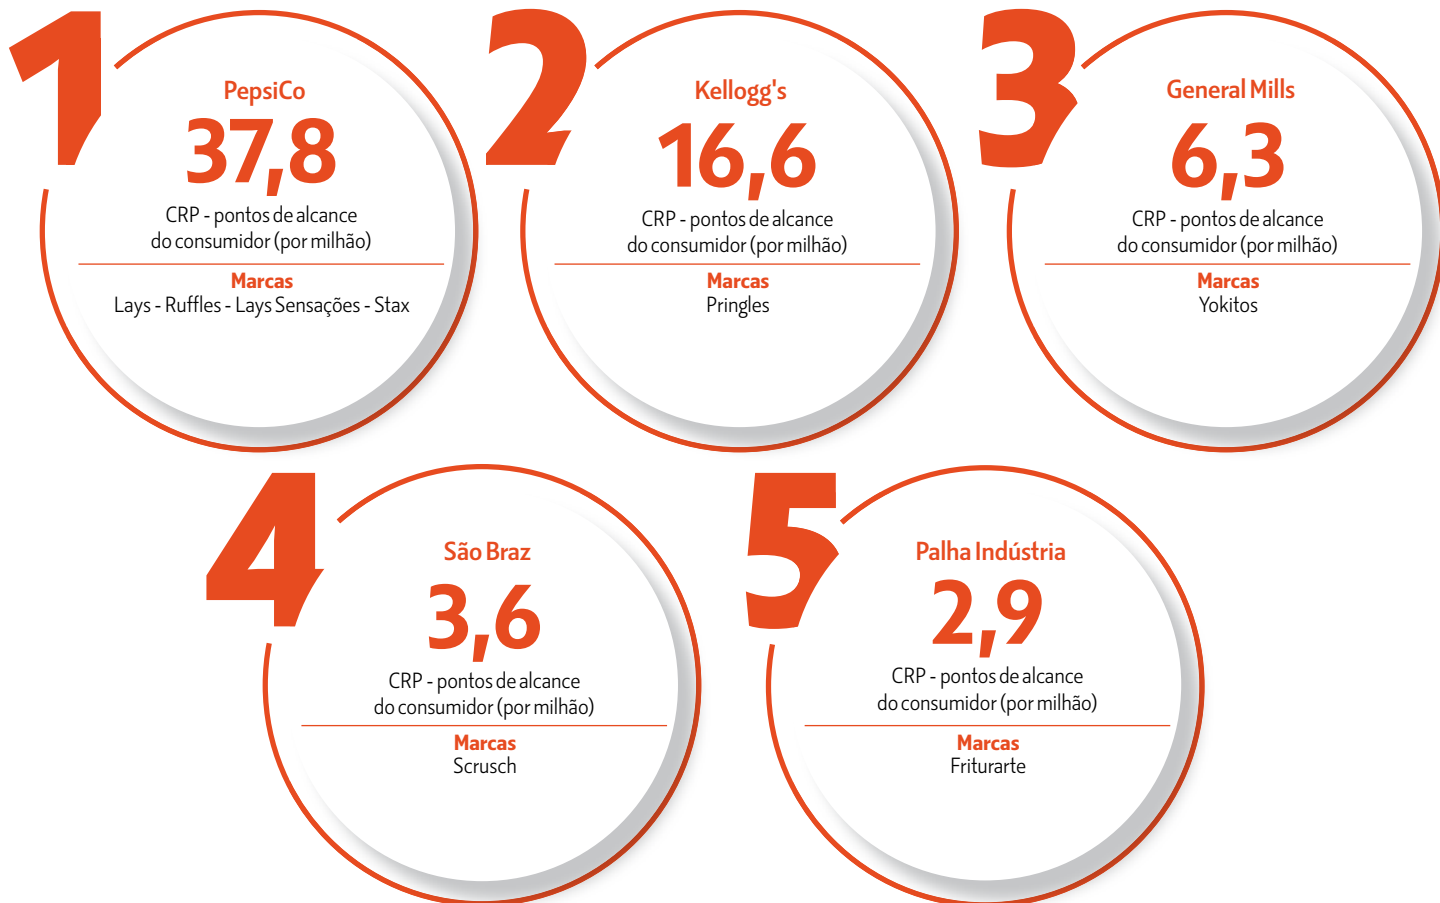 1
PepsiCo
37,8
CRP - pontos de alcance
do consumidor (por milhão)
Marcas
Lays - Ruffles - Lays Sensações - Stax
2
Kellogg's
16,6
CRP - pontos de alcance
do consumidor (por milhão)
Marcas
Pringles
3
General Mills
6,3
CRP - pontos de alcance
do consumidor (por milhão)
Marcas
Yokitos
4
São Braz
3,6
CRP - pontos de alcance
do consumidor (por milhão)
Marcas
Scrusch
5
Palha Indústria
2,9
CRP - pontos de alcance
do consumidor (por milhão)
Marcas
Friturarte